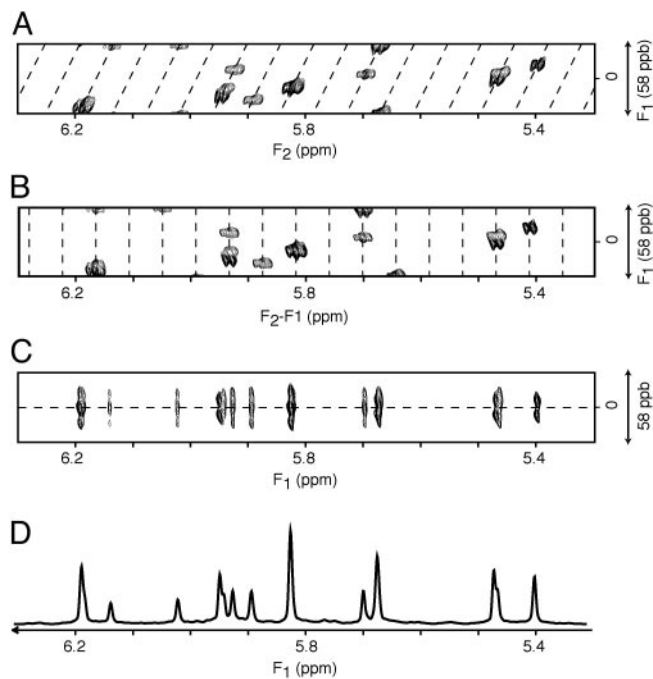 A
0
F₁ (58 ppb)
6.2 5.8 5.4
F₂ (ppm)
B
0
F₁ (58 ppb)
6.2 5.8 5.4
F₂-F1 (ppm)
C
0
58 ppb
6.2 5.8 5.4
F₁ (ppm)
D
6.2 5.8 5.4
F₁ (ppm)